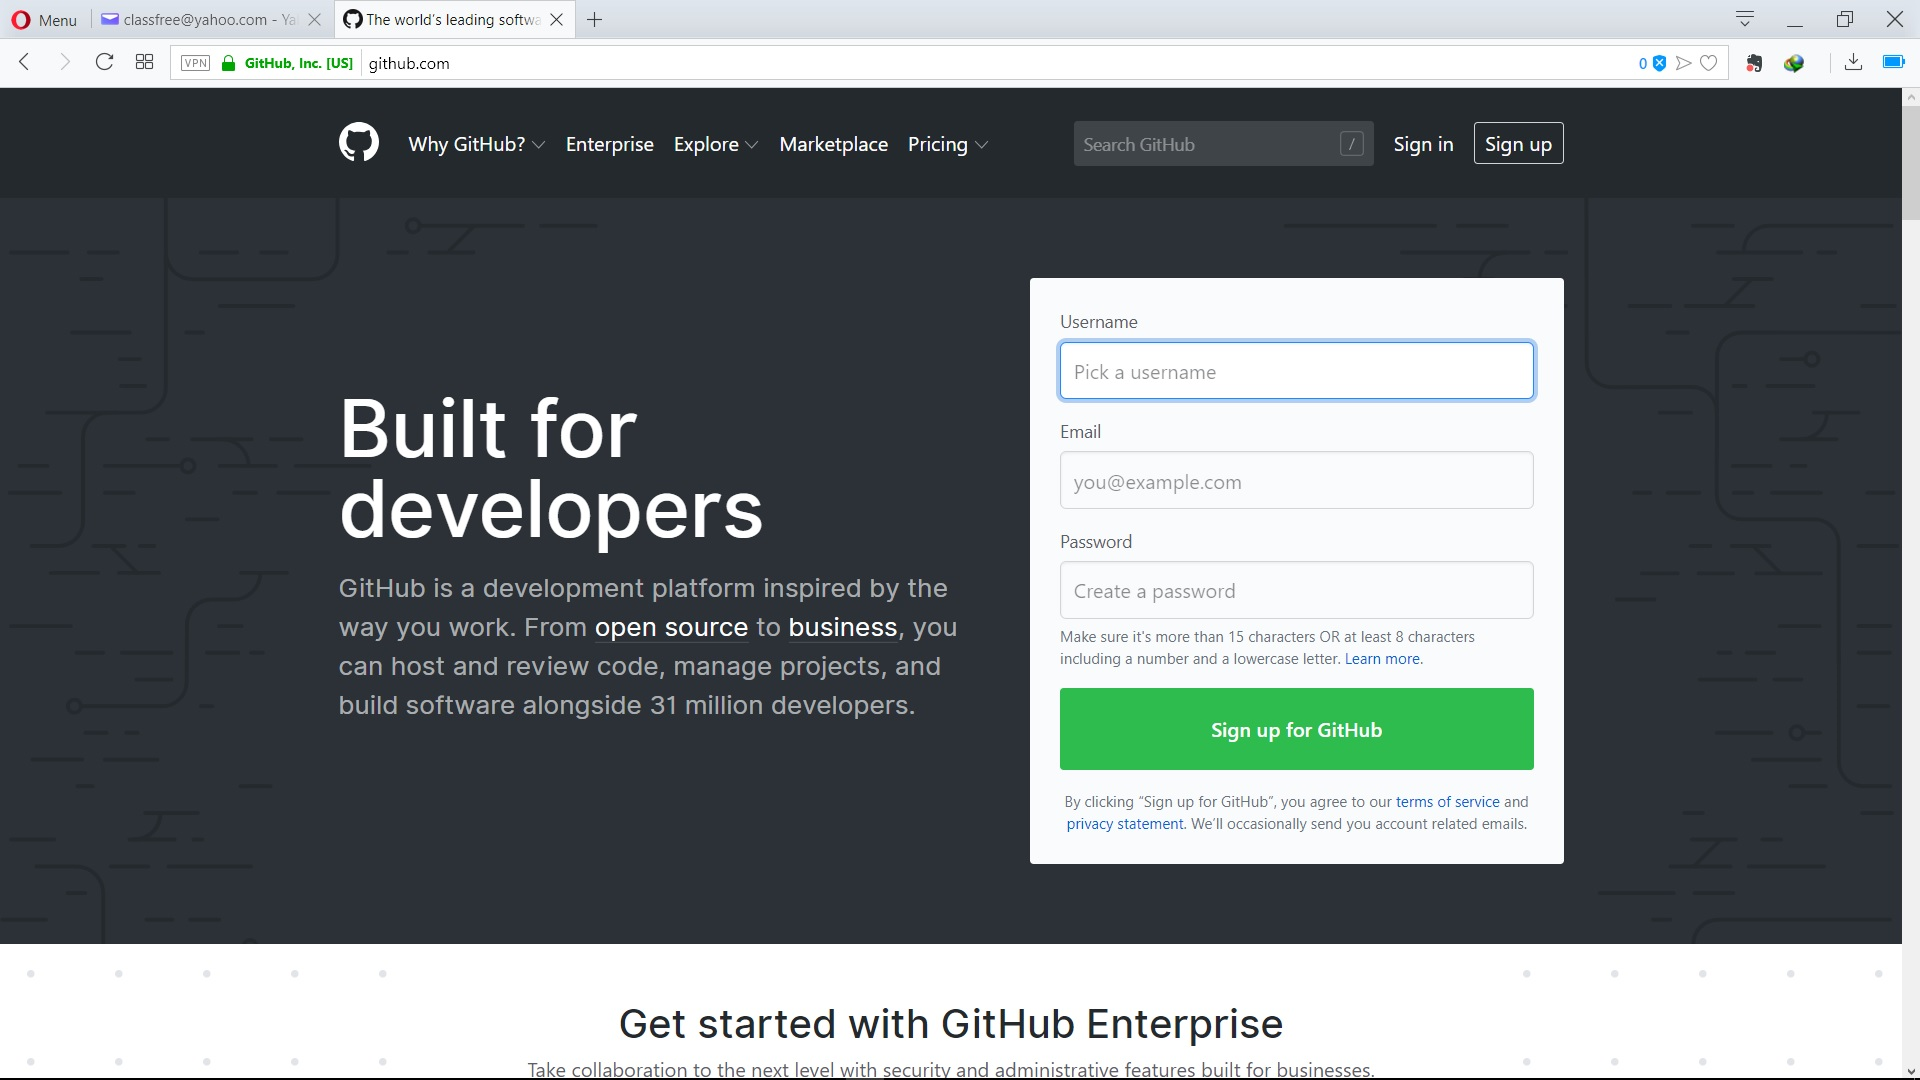 Menu
classfree@yahoo.com - Ya
The world's leading softwa
VPN
GitHub, Inc. [US]
github.com
0
Why GitHub?
Enterprise
Explore
Marketplace
Pricing
Search GitHub
/
Sign in
Sign up
Built for
developers
GitHub is a development platform inspired by the
way you work. From open source to business, you
can host and review code, manage projects, and
build software alongside 31 million developers.
Username
Pick a username
Email
you@example.com
Password
Create a password
Make sure it's more than 15 characters OR at least 8 characters
including a number and a lowercase letter. Learn more.
Sign up for GitHub
By clicking “Sign up for GitHub”, you agree to our terms of service and
privacy statement. We’ll occasionally send you account related emails.
Get started with GitHub Enterprise
Take collaboration to the next level with security and administrative features built for businesses.